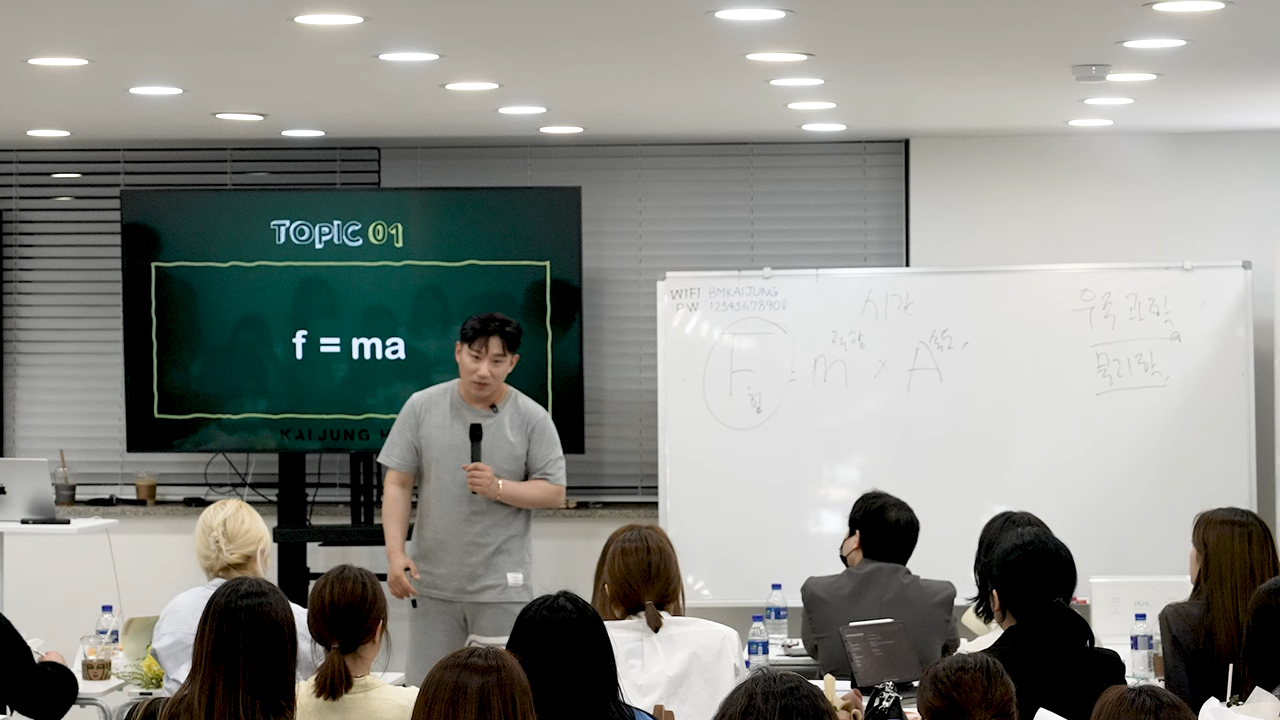 TOPIC 01
f = ma
KAIJUNG H
WIFI BMKAIJUNG
PW 12345678908
시간
우주과학
물리학
F = m × A
힘